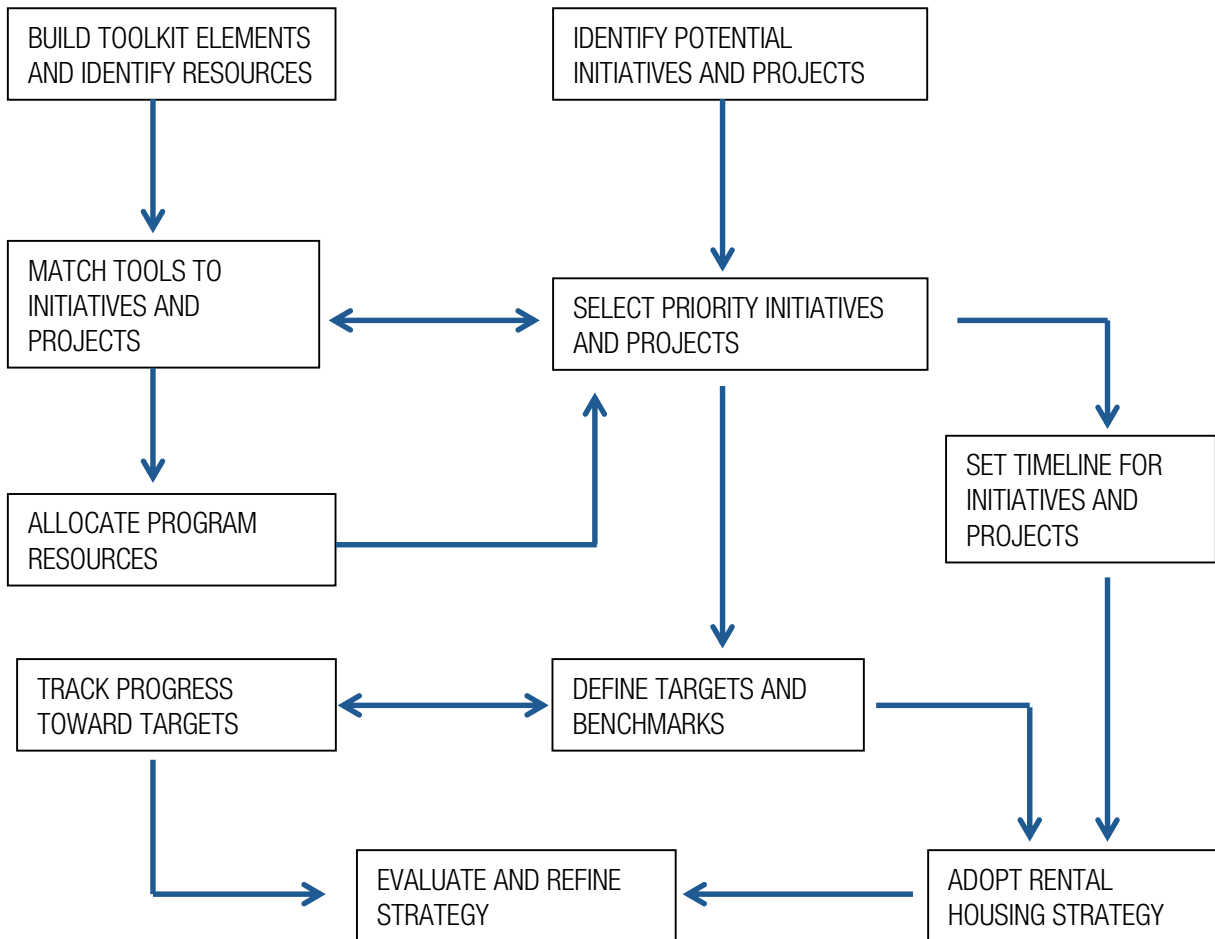 BUILD TOOLKIT ELEMENTS
AND IDENTIFY RESOURCES
IDENTIFY POTENTIAL
INITIATIVES AND PROJECTS
MATCH TOOLS TO
INITIATIVES AND
PROJECTS
SELECT PRIORITY INITIATIVES
AND PROJECTS
SET TIMELINE FOR
INITIATIVES AND
PROJECTS
ALLOCATE PROGRAM
RESOURCES
TRACK PROGRESS
TOWARD TARGETS
DEFINE TARGETS AND
BENCHMARKS
EVALUATE AND REFINE
STRATEGY
ADOPT RENTAL
HOUSING STRATEGY